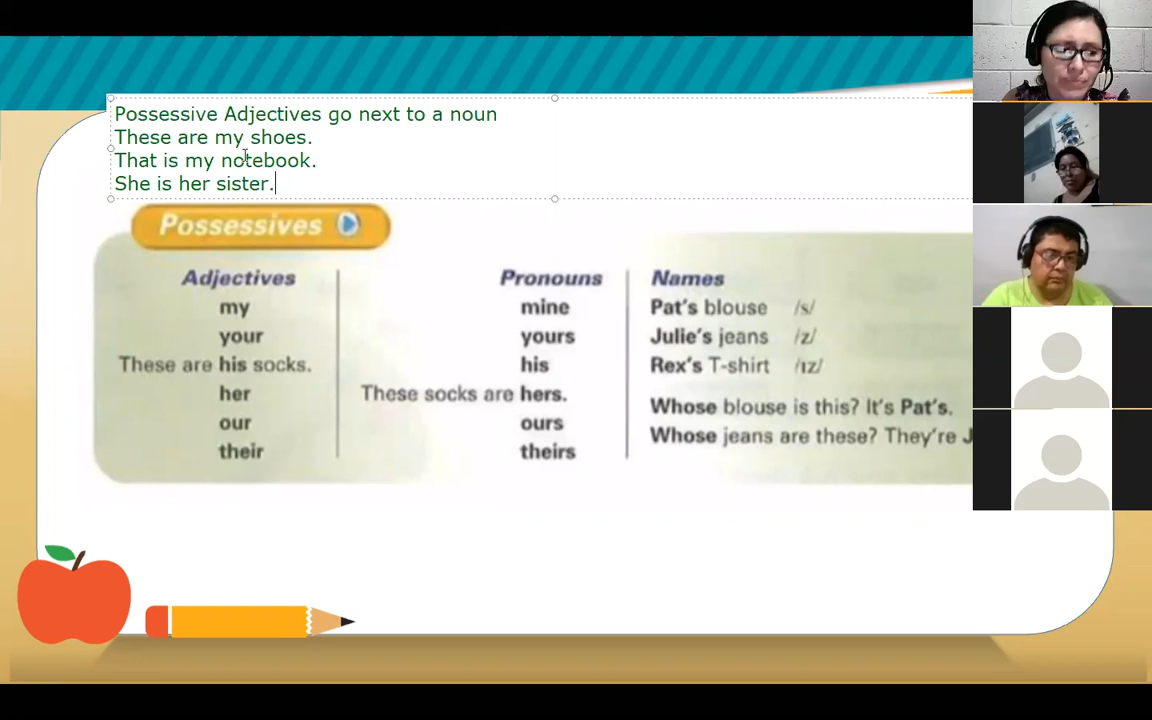 Possessive Adjectives go next to a noun
These are my shoes.
That is my notebook.
She is her sister.
Possessives
Adjectives
my
your
These are his socks.
her
our
their
Pronouns
mine
yours
his
These socks are hers.
ours
theirs
Names
Pat's blouse /s/
Julie's jeans /z/
Rex's T-shirt /ɪz/
Whose blouse is this? It's Pat's.
Whose jeans are these? They're J